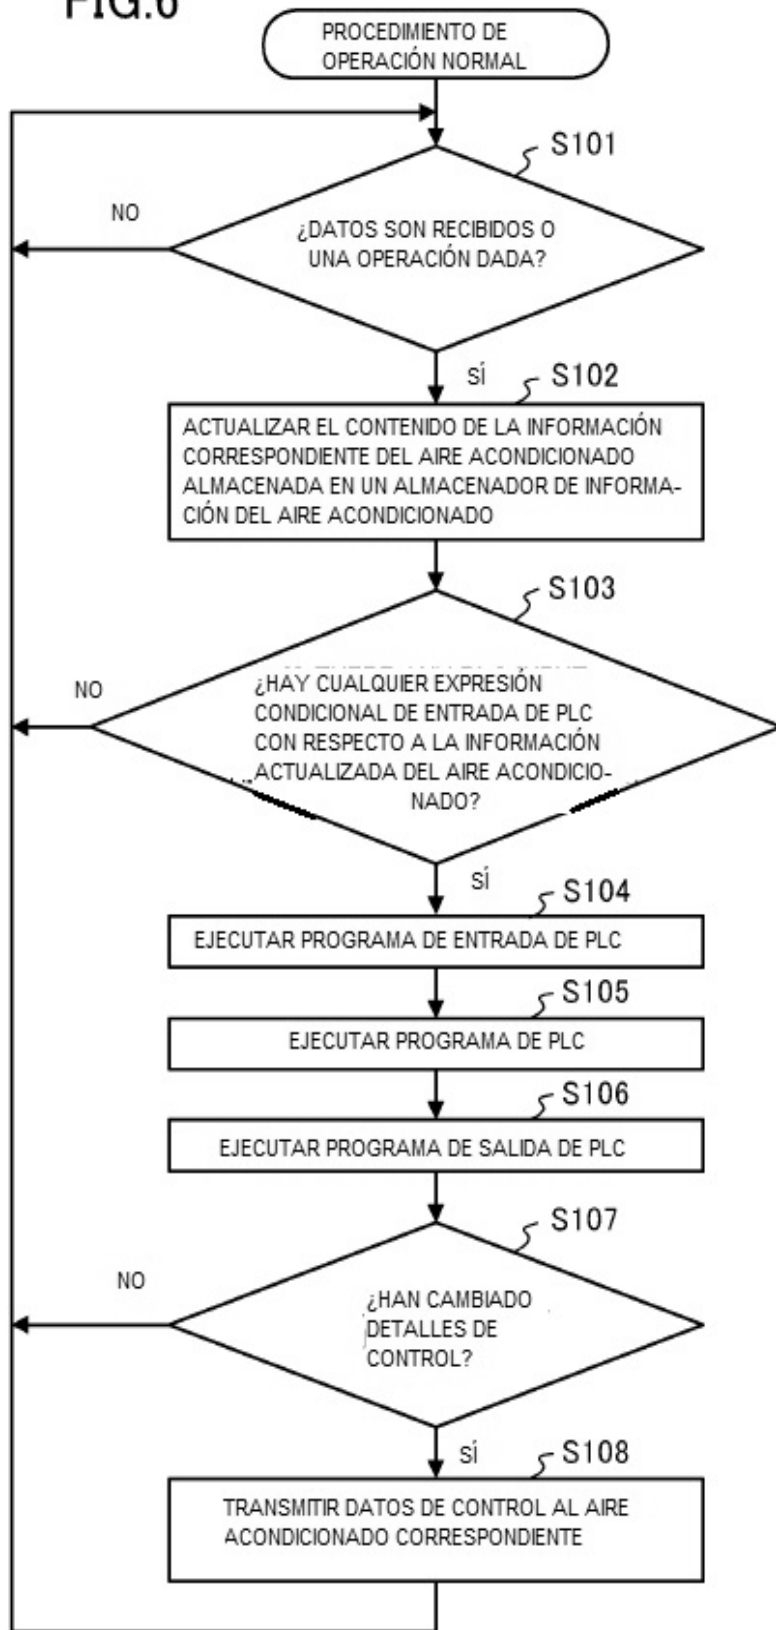 FIG.6
PROCEDIMIENTO DE
OPERACIÓN NORMAL
S101
NO
¿DATOS SON RECIBIDOS O
UNA OPERACIÓN DADA?
SÍ
S102
ACTUALIZAR EL CONTENIDO DE LA INFORMACIÓN
CORRESPONDIENTE DEL AIRE ACONDICIONADO
ALMACENADA EN UN ALMACENADOR DE INFORMA-
CIÓN DEL AIRE ACONDICIONADO
S103
NO
¿HAY CUALQUIER EXPRESIÓN
CONDICIONAL DE ENTRADA DE PLC
CON RESPECTO A LA INFORMACIÓN
ACTUALIZADA DEL AIRE ACONDICIO-
NADO?
SÍ
S104
EJECUTAR PROGRAMA DE ENTRADA DE PLC
S105
EJECUTAR PROGRAMA DE PLC
S106
EJECUTAR PROGRAMA DE SALIDA DE PLC
S107
NO
¿HAN CAMBIADO
DETALLES DE
CONTROL?
SÍ
S108
TRANSMITIR DATOS DE CONTROL AL AIRE
ACONDICIONADO CORRESPONDIENTE